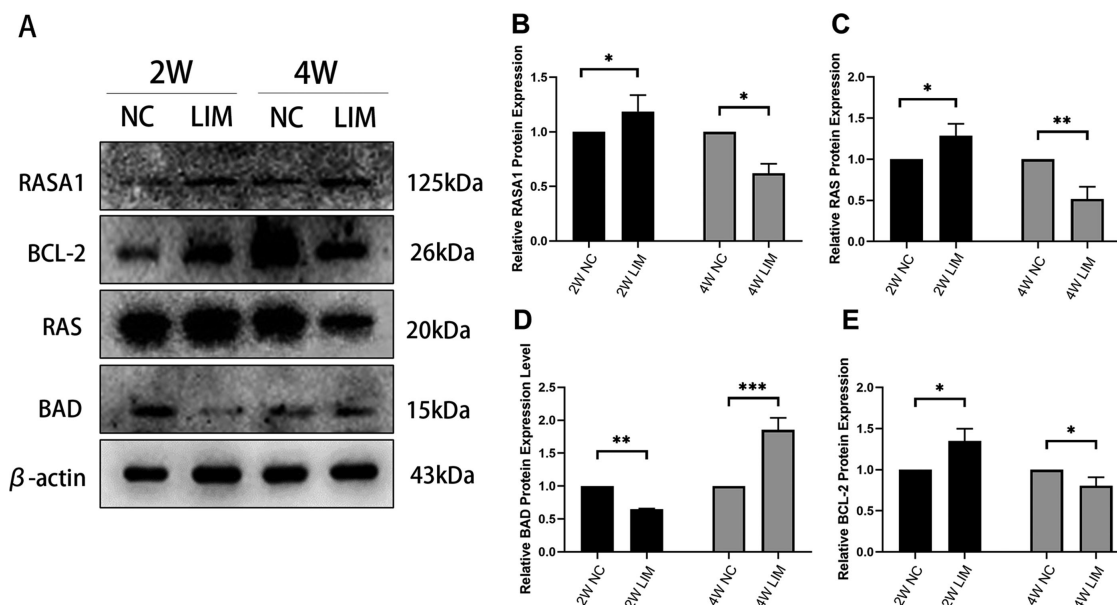 A
2W 4W
NC LIM NC LIM
RASA1 125kDa
BCL-2 26kDa
RAS 20kDa
BAD 15kDa
β-actin 43kDa
B
Relative RASA1 Protein Expression
1.5
1.0
0.5
0.0
*
*
2W NC
2W LIM
4W NC
4W LIM
C
Relative RAS Protein Expression
2.0
1.5
1.0
0.5
0.0
*
**
2W NC
2W LIM
4W NC
4W LIM
D
Relative BAD Protein Expression Level
2.5
2.0
1.5
1.0
0.5
0.0
**
***
2W NC
2W LIM
4W NC
4W LIM
E
Relative BCL-2 Protein Expression
2.0
1.5
1.0
0.5
0.0
*
*
2W NC
2W LIM
4W NC
4W LIM